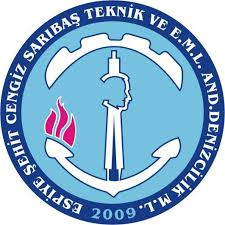 ESPİYE ŞEHİT CENGİZ SARIBAŞ TEKNİK VE E.M.L. AND.DENİZCİLİK M.L.
2009